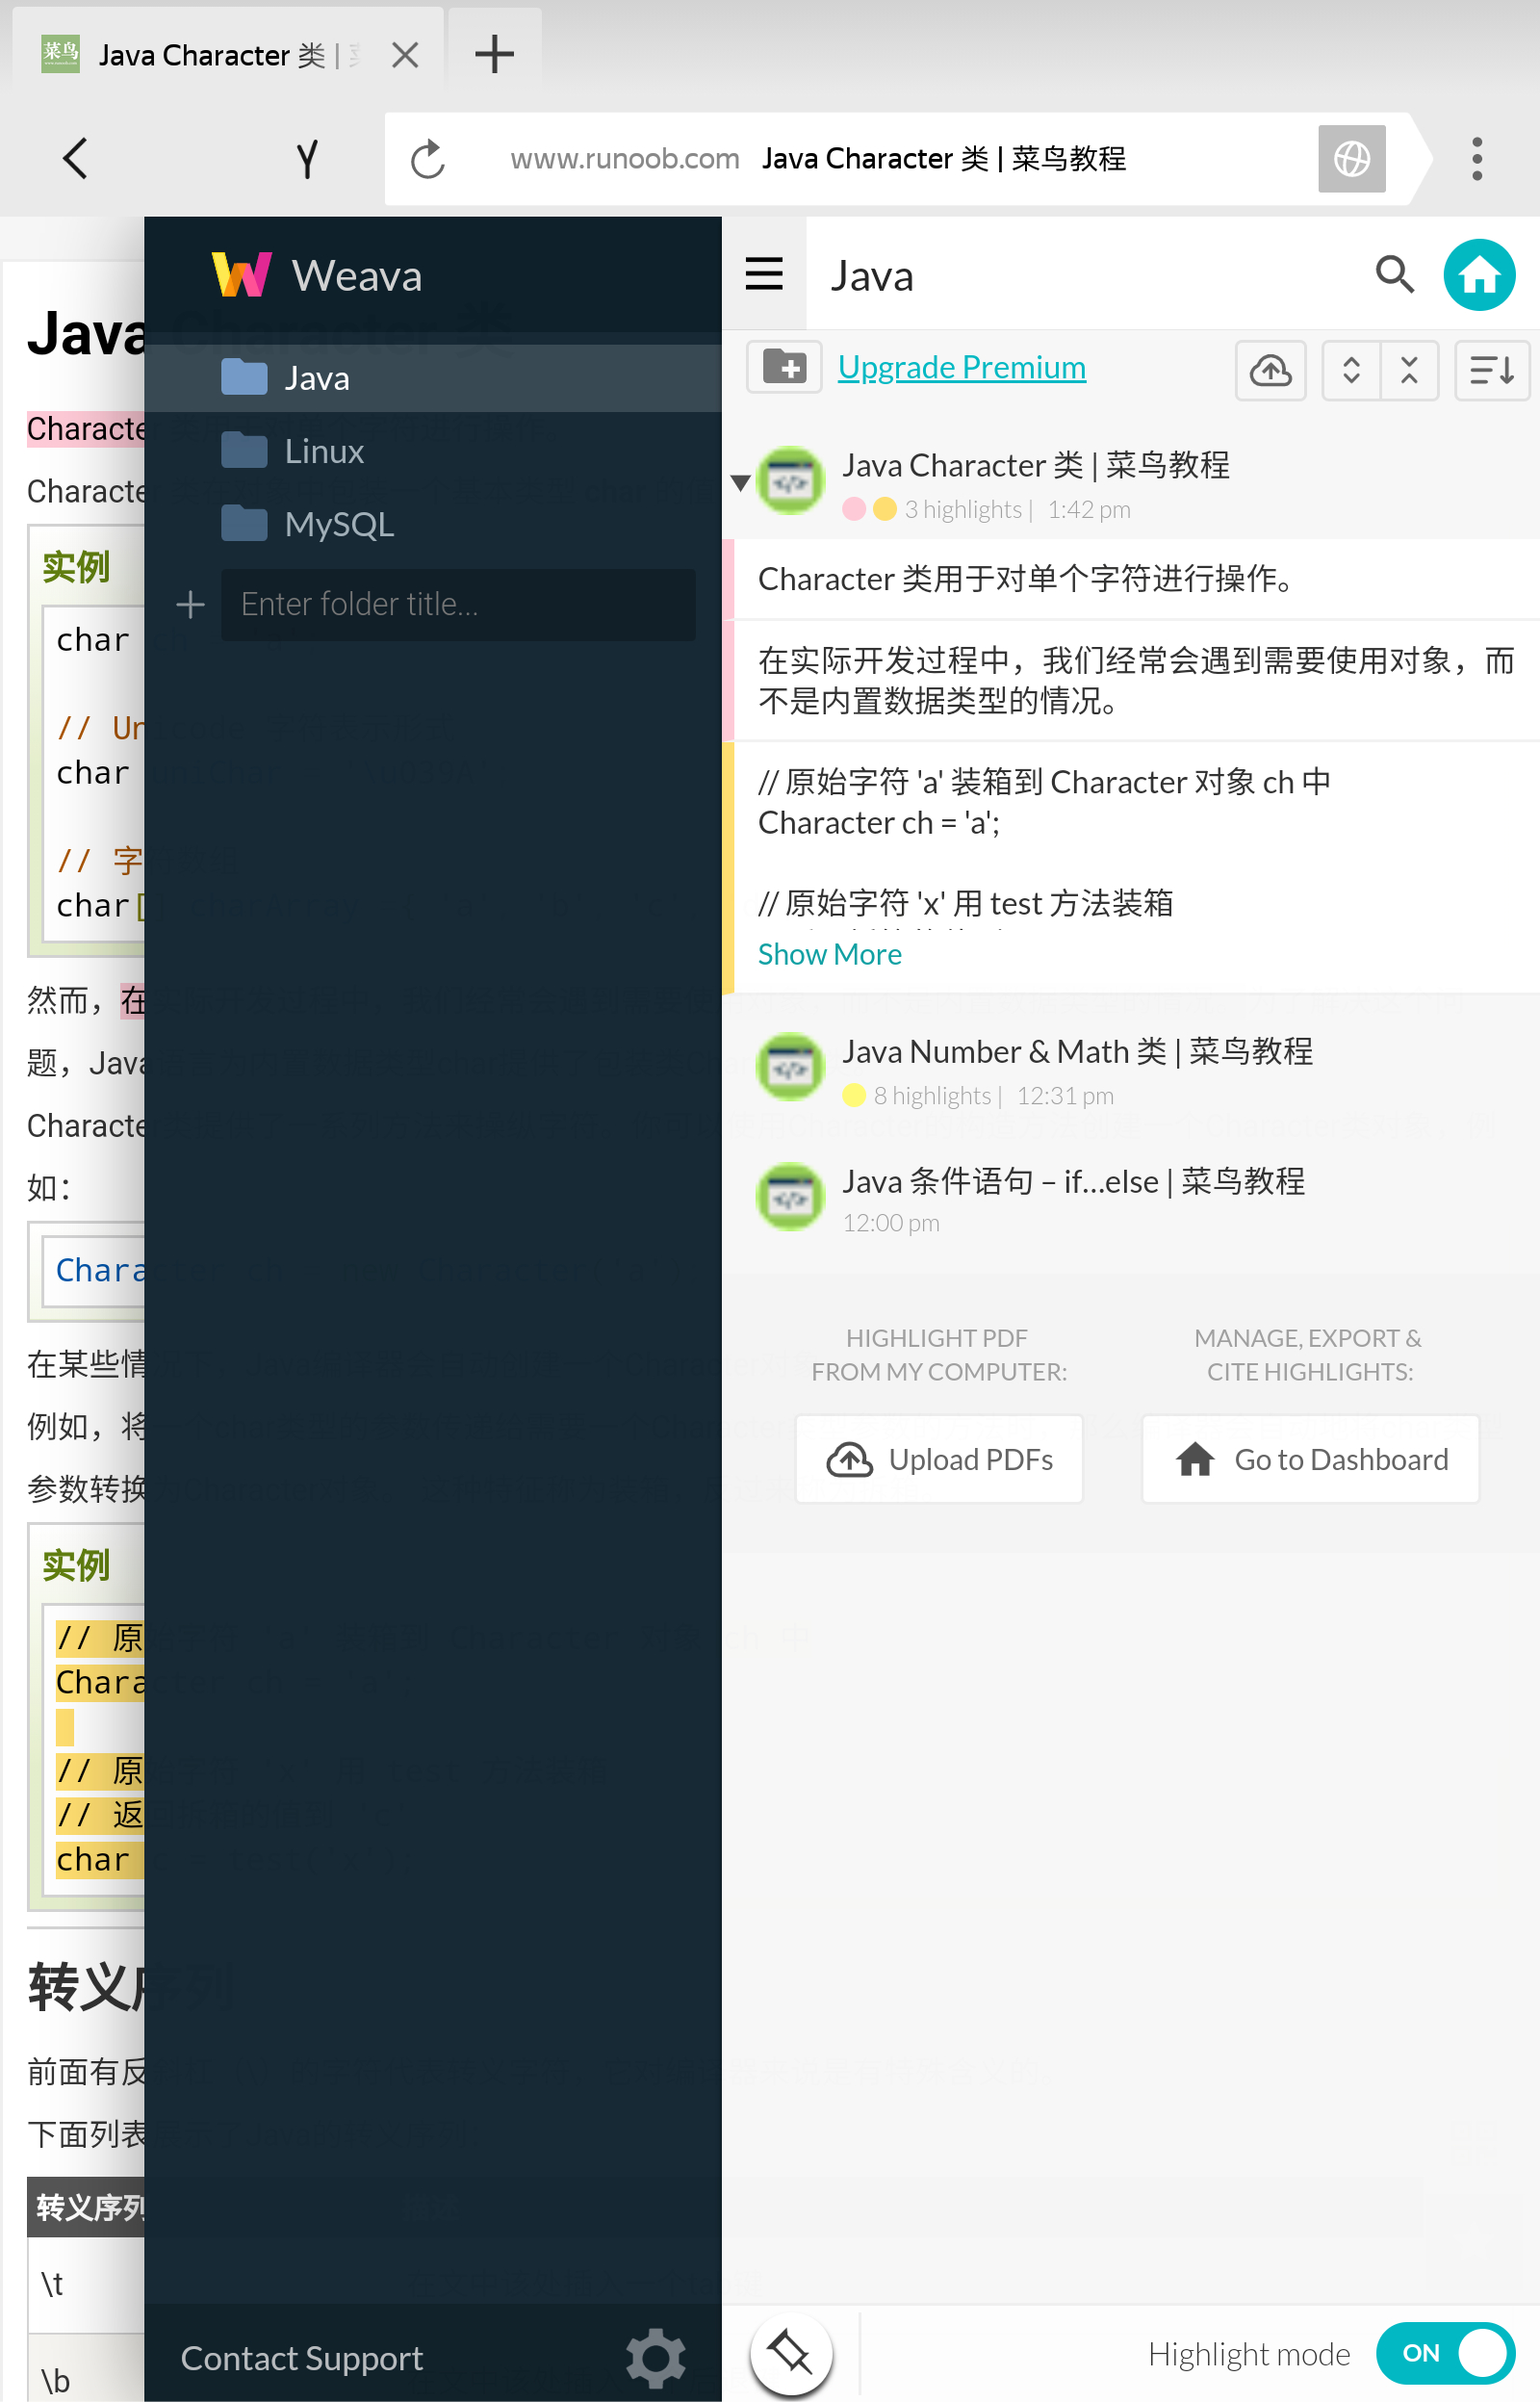 菜鸟
Java Character 类 |
www.runoob.com Java Character 类 | 菜鸟教程
Java
Characte
Character
实例
char
// Un
char
// 字
char[
然而，在
题，Java
Characte
如：
Chara
在某些情
例如，将
参数转换
实例
// 原
Chara
// 原
// 返
char
转义序列
前面有反
下面列表
转义序列
\t
\b
Weava
Java
Linux
MySQL
Enter folder title...
Contact Support
Java
Upgrade Premium
Java Character 类 | 菜鸟教程
3 highlights | 1:42 pm
Character 类用于对单个字符进行操作。
在实际开发过程中，我们经常会遇到需要使用对象，而
不是内置数据类型的情况。
// 原始字符 'a' 装箱到 Character 对象 ch 中
Character ch = 'a';
// 原始字符 'x' 用 test 方法装箱
Show More
Java Number & Math 类 | 菜鸟教程
8 highlights | 12:31 pm
Java 条件语句 – if...else | 菜鸟教程
12:00 pm
HIGHLIGHT PDF
FROM MY COMPUTER:
MANAGE, EXPORT &
CITE HIGHLIGHTS:
Upload PDFs
Go to Dashboard
Highlight mode
ON